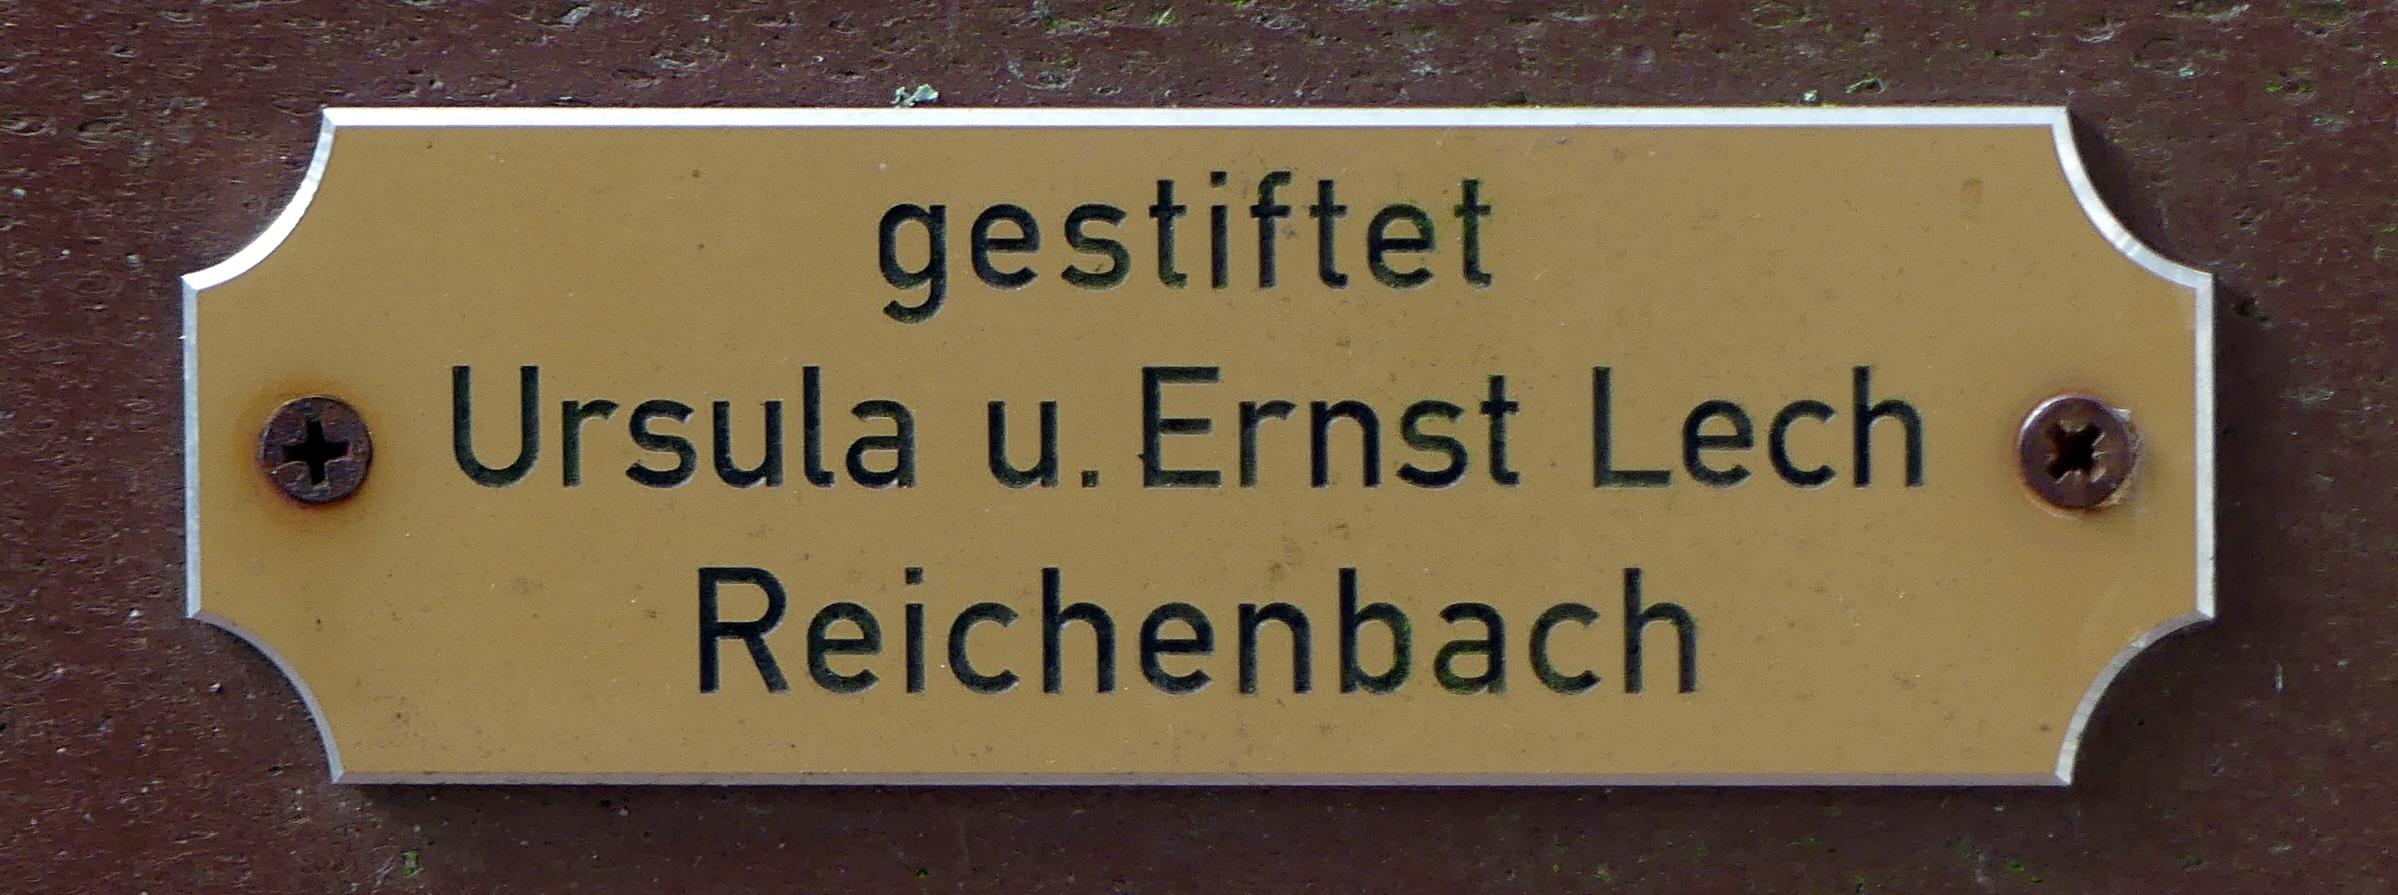 gestiftet
Ursula u. Ernst Lech
Reichenbach